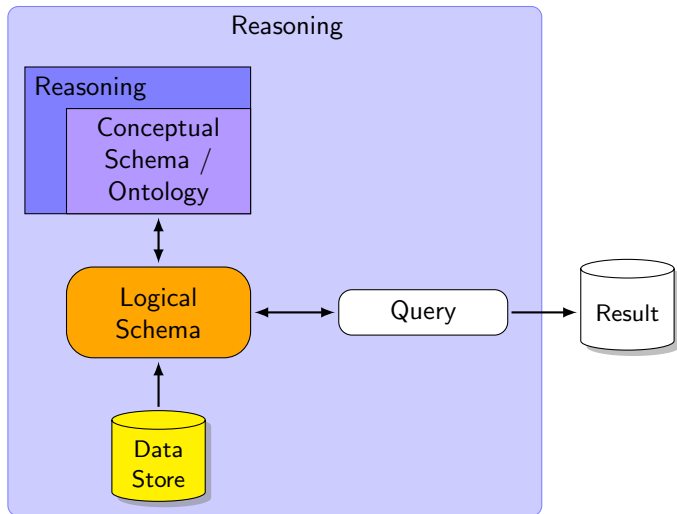 Reasoning
Reasoning
Conceptual
Schema /
Ontology
Logical
Schema
Query
Result
Data
Store